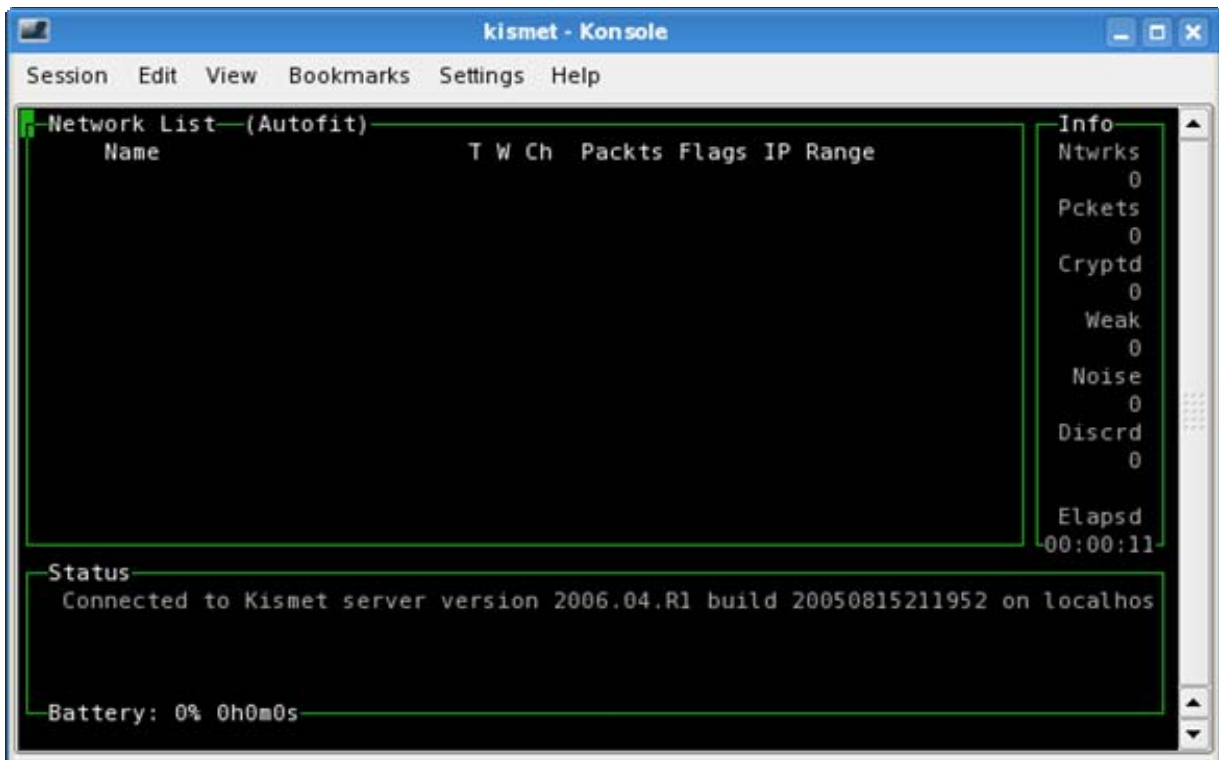 kismet - Konsole
Session Edit View Bookmarks Settings Help
Network List—(Autofit)
Name T W Ch Packts Flags IP Range
Info
Ntwrks
0
Pckets
0
Cryptd
0
Weak
0
Noise
0
Discrd
0
Elapsd
00:00:11
Status
Connected to Kismet server version 2006.04.R1 build 20050815211952 on localhos
Battery: 0% 0h0m0s